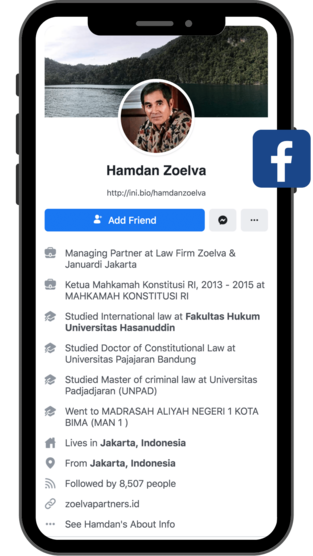 Hamdan Zoelva
http://ini.bio/hamdanzoelva
f
Add Friend
Managing Partner at Law Firm Zoelva &
Januardi Jakarta
Ketua Mahkamah Konstitusi RI, 2013 - 2015 at
MAHKAMAH KONSTITUSI RI
Studied International law at Fakultas Hukum
Universitas Hasanuddin
Studied Doctor of Constitutional Law at
Universitas Pajajaran Bandung
Studied Master of criminal law at Universitas
Padjadjaran (UNPAD)
Went to MADRASAH ALIYAH NEGERI 1 KOTA
BIMA (MAN 1 )
Lives in Jakarta, Indonesia
From Jakarta, Indonesia
Followed by 8,507 people
zoelvapartners.id
See Hamdan's About Info